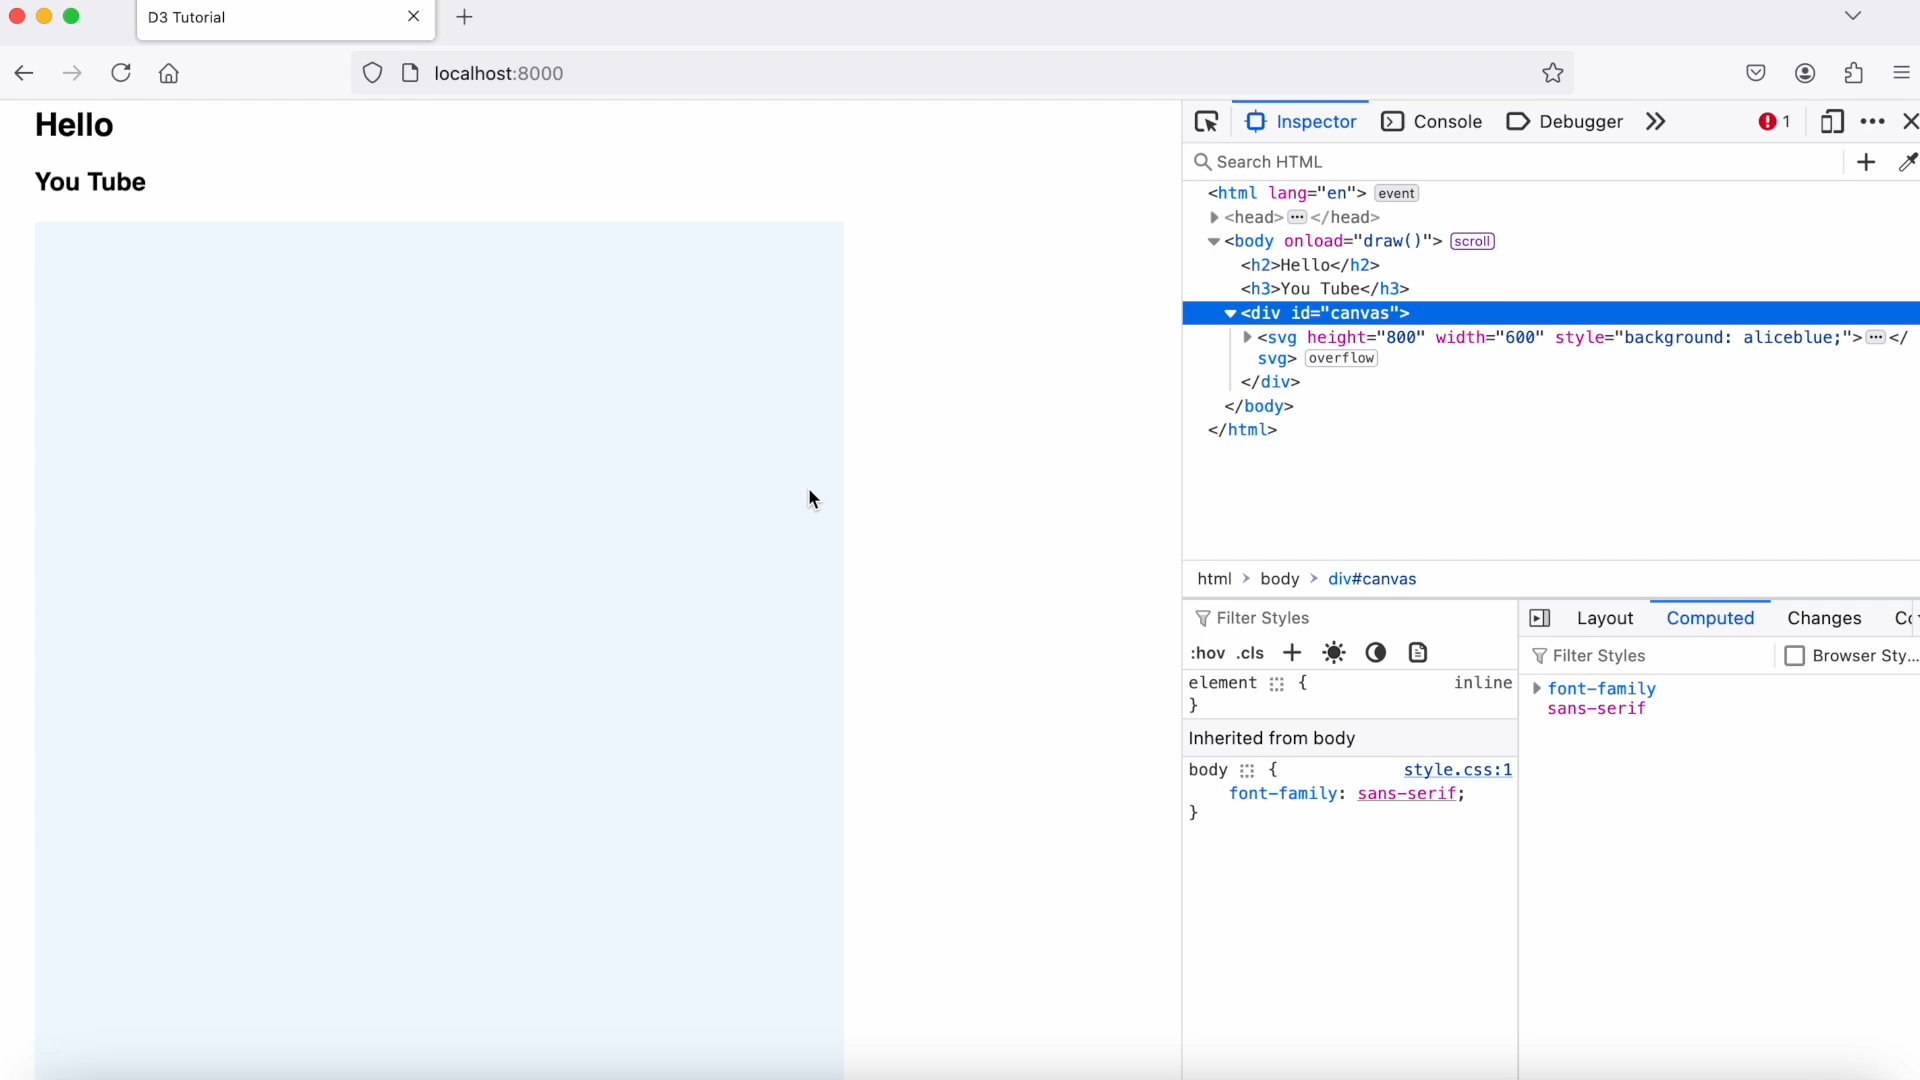 D3 Tutorial
localhost:8000
Hello
You Tube
Inspector
Console
Debugger
1
Search HTML
<html lang="en"> event
<head> </head>
<body onload="draw()"> scroll
<h2>Hello</h2>
<h3>You Tube</h3>
<div id="canvas">
<svg height="800" width="600" style="background: aliceblue;"> </
svg> overflow
</div>
</body>
</html>
html > body > div#canvas
Filter Styles
:hov .cls
element { inline
}
Inherited from body
body { style.css:1
font-family: sans-serif;
}
Layout Computed Changes
Filter Styles
Browser Sty...
font-family
sans-serif